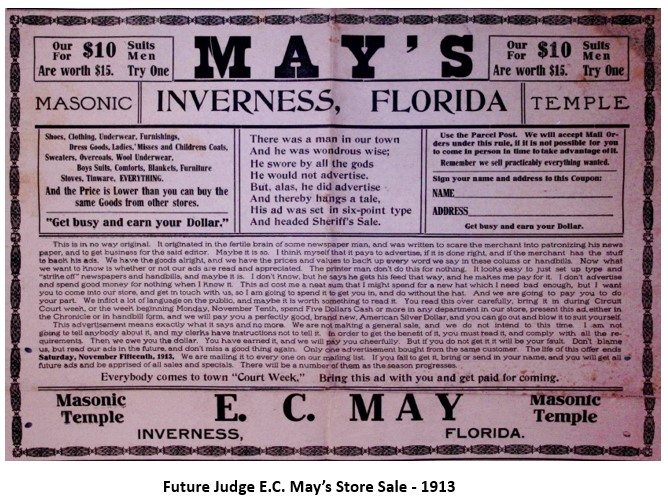 Our $10 Suits
For Men
Are worth $15. Try One
MAY'S
Our $10 Suits
For Men
Are worth $15. Try One
MASONIC
INVERNESS, FLORIDA
TEMPLE
Shoes, Clothing, Underwear, Furnishings,
Dress Goods, Ladies,' Misses and Childrens Coats,
Sweaters, Overcoats, Wool Underwear,
Boys Suits, Comforts, Blankets, Furniture
Stoves, Tinware, EVERYTHING.
And the Price is Lower than you can buy the
same Goods from other stores.
"Get busy and earn your Dollar."
There was a man in our town
And he was wondrous wise;
He swore by all the gods
He would not advertise.
But, alas, he did advertise
And thereby hangs a tale,
His ad was set in six-point type
And headed Sheriff's Sale.
Use the Parcel Post. We will accept Mail Or-
ders under this rule, if it is not possible for you
to come in person in time to take advantage of it.
Remember we sell practicably everything wanted.
Sign your name and address to this Coupon:
NAME
ADDRESS
Get busy and earn your Dollar.
This is in no way original. It originated in the fertile brain of some newspaper man, and was written to scare the merchant into patronizing his news
paper, and to get business for the said editor. Maybe it is so. I think myself that it pays to advertise, if it is done right, and if the merchant has the stuff
to back his ads. We have the goods alright, and we have the prices and values to back up every word we say in these columns or handbills. Now what
we want to know is whether or not our ads are read and appreciated. The printer man don't do this for nothing. It looks easy to just set up type and
"strike off" newspapers and handbills, and maybe it is. I don't know, but he says he gets his feed that way, and he makes me pay for it. I don't advertise
and spend good money for nothing when I know it. This ad cost me a neat sum that I might spend for a new hat which I need bad enough, but I want
you to come into our store, and get in touch with us, so I am going to spend it to get you in, and do without the hat. And we are going to pay you to do
your part. We inflict a lot of language on the public, and maybe it is worth something to read it. You read this over carefully, bring it in during Circuit
Court week, or the week beginning Monday, November Tenth, spend Five Dollars Cash or more in any department in our store, present this ad, either in
the Chronicle or in handbill form, and we will pay you a perfectly good, brand new, American Silver Dollar, and you can go out and blow it to suit yourself.
This advertisement means exactly what it says and no more. We are not making a general sale, and we do not intend to this time. I am not
going to tell anybody about it, and my clerks have instructions not to tell it. In order to get the benefit of it, you must read it, and comply with all the re-
quirements. Then we owe you the dollar. You have earned it, and we will pay you cheerfully. But if you do not get it it will be your fault. Don't blame
us, but read our ads in the future, and don't miss a good thing again. Only one advertisement bought from the same customer. The life of this offer ends
Saturday, November Fifteenth, 1913. We are mailing it to every one on our mailing list. If you fail to get it, bring or send in your name, and you will get all
future ads and be apprised of all sales and specials. There will be a number of them as the season progresses.
Everybody comes to town "Court Week," Bring this ad with you and get paid for coming.
Masonic
Temple
E. C. MAY
Masonic
Temple
INVERNESS, FLORIDA.
Future Judge E.C. May's Store Sale - 1913